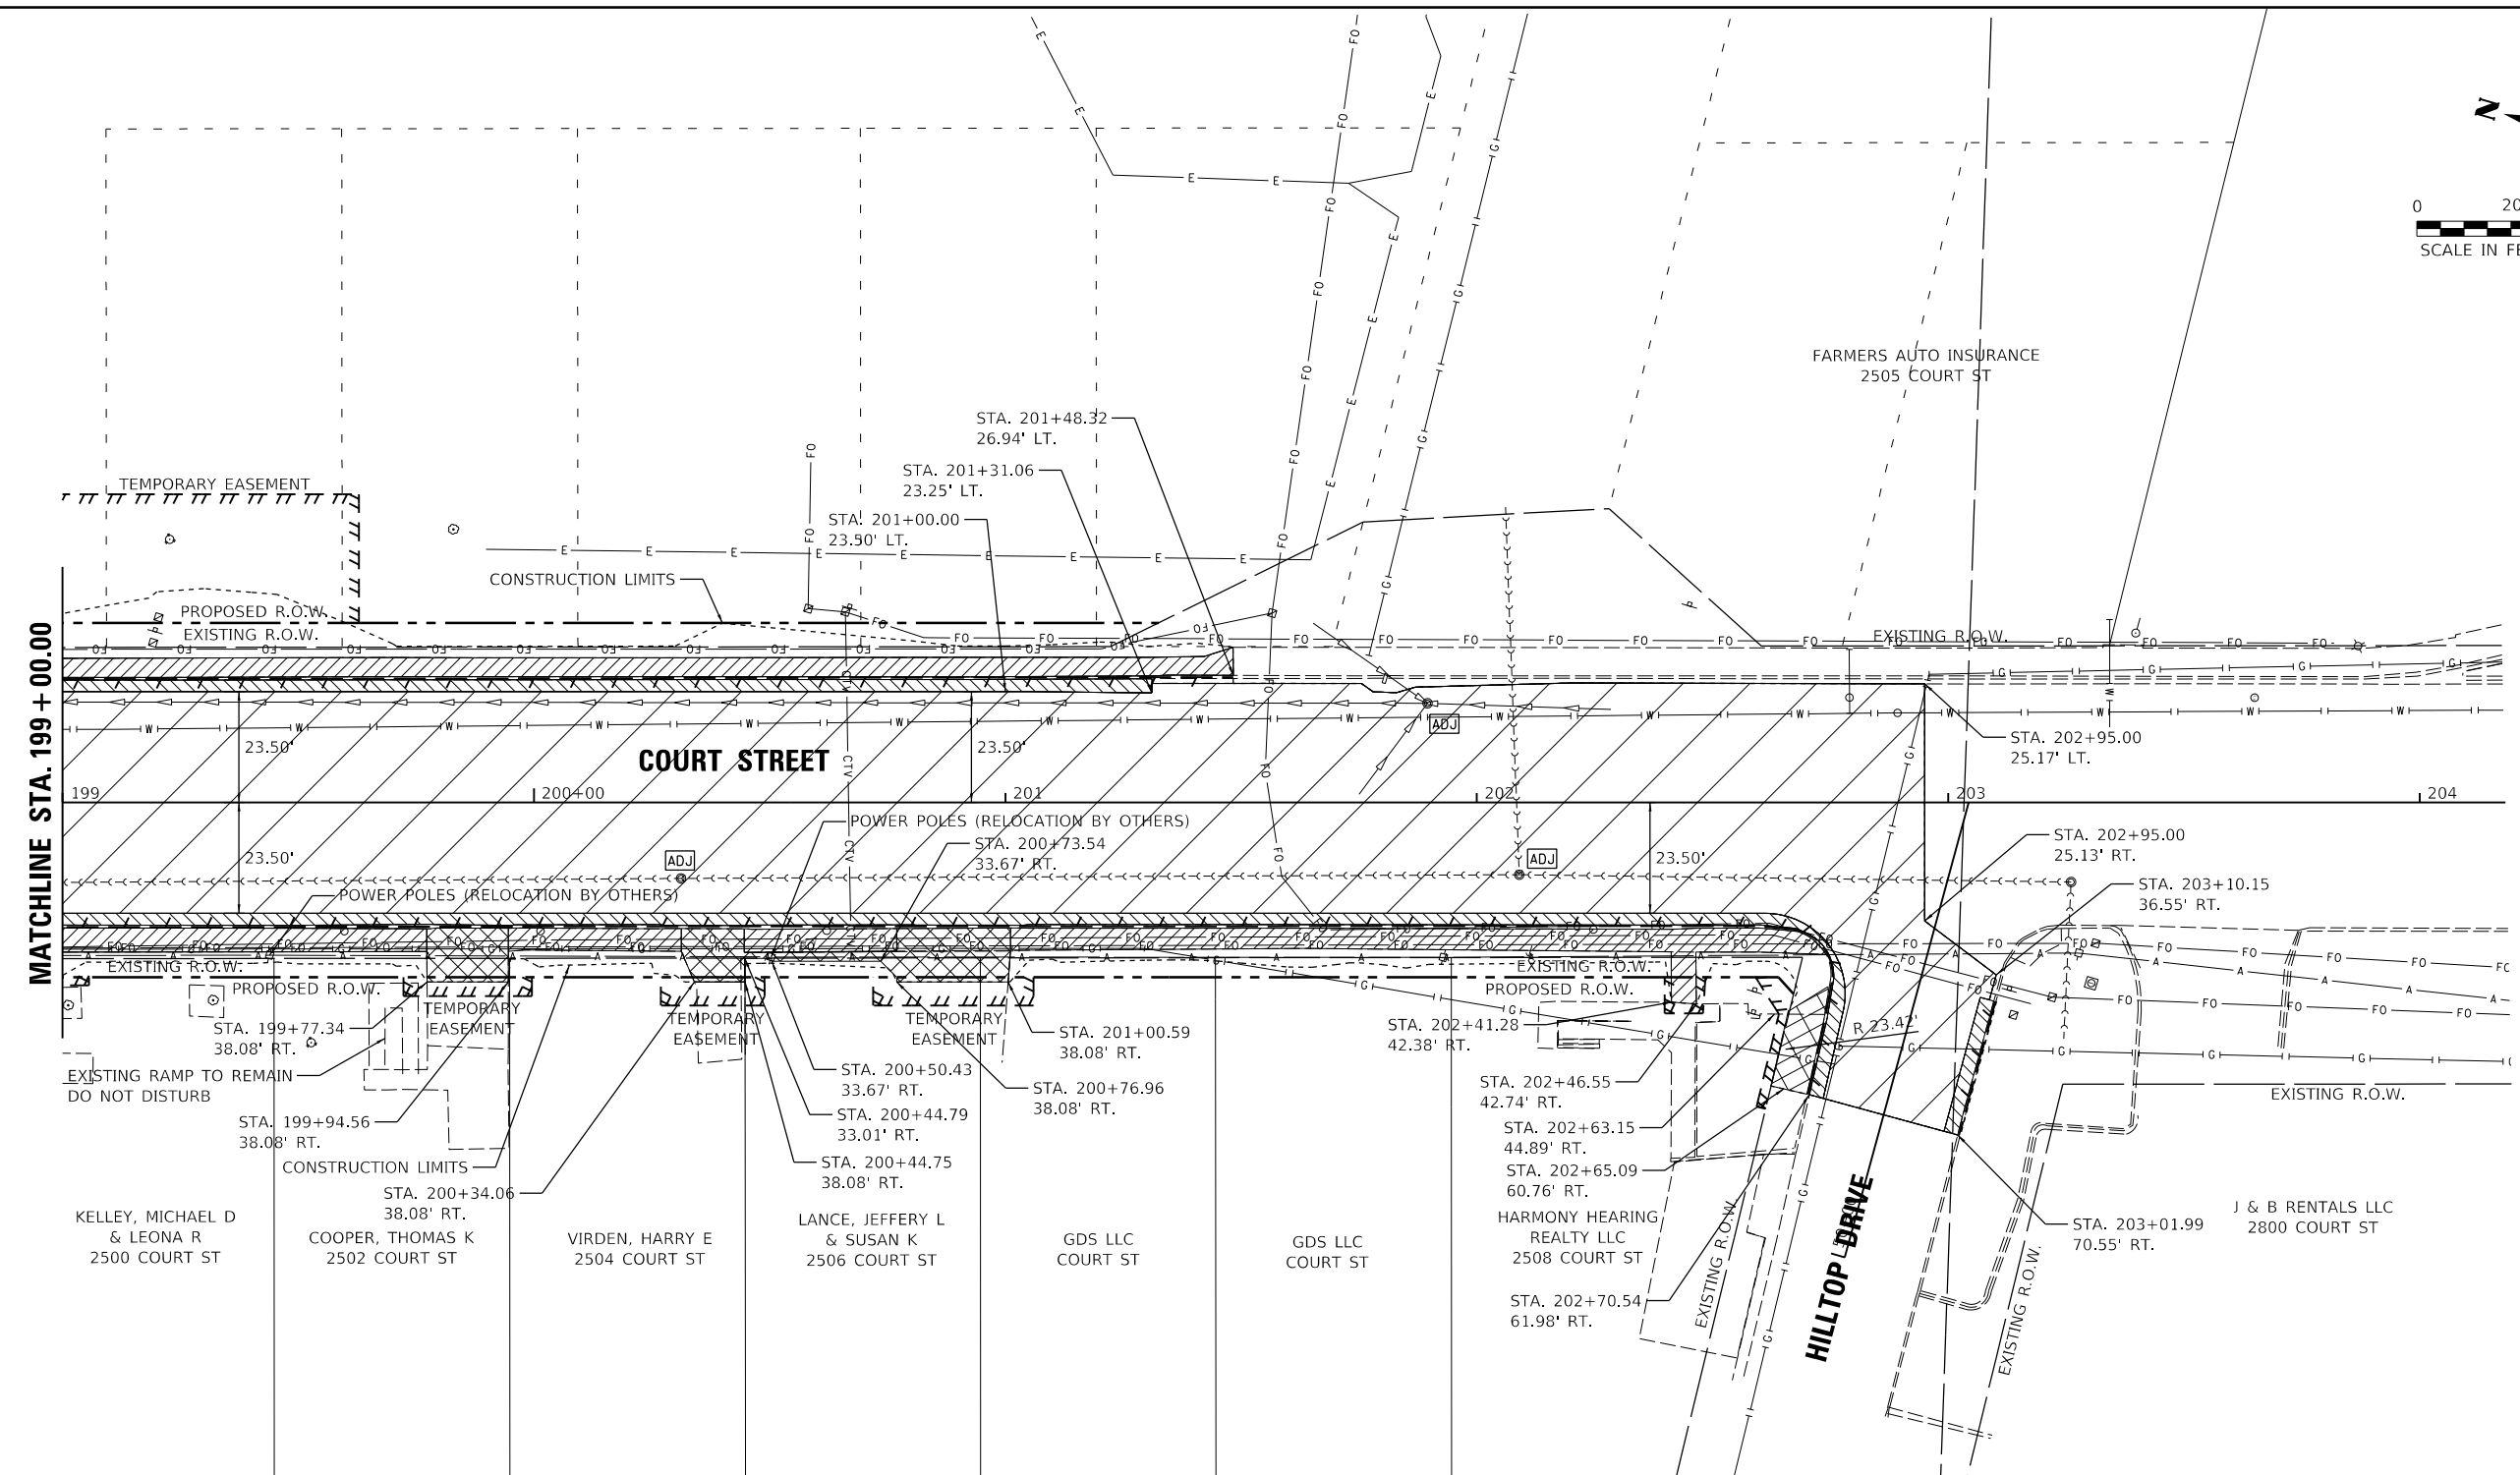 N
0 20
SCALE IN FE
FARMERS AUTO INSURANCE
2505 COURT ST
STA. 201+48.32
26.94' LT.
STA. 201+31.06
23.25' LT.
STA. 201+00.00
23.50' LT.
TEMPORARY EASEMENT
CONSTRUCTION LIMITS
PROPOSED R.O.W.
EXISTING R.O.W.
EXISTING R.O.W.
MATCHLINE STA. 199+00.00
ADJ
STA. 202+95.00
25.17' LT.
23.50'
23.50'
COURT STREET
199
200+00
201
202
203
204
POWER POLES (RELOCATION BY OTHERS)
STA. 200+73.54
33.67' RT.
STA. 202+95.00
25.13' RT.
23.50'
ADJ
ADJ
23.50'
POWER POLES (RELOCATION BY OTHERS)
STA. 203+10.15
36.55' RT.
EXISTING R.O.W.
PROPOSED R.O.W.
EXISTING R.O.W.
PROPOSED R.O.W.
TEMPORARY
EASEMENT
TEMPORARY
EASEMENT
TEMPORARY
EASEMENT
STA. 199+77.34
38.08' RT.
STA. 201+00.59
38.08' RT.
STA. 202+41.28
42.38' RT.
R 23.42'
EXISTING RAMP TO REMAIN
DO NOT DISTURB
STA. 200+50.43
33.67' RT.
STA. 200+76.96
38.08' RT.
STA. 202+46.55
42.74' RT.
EXISTING R.O.W.
STA. 199+94.56
38.08' RT.
STA. 200+44.79
33.01' RT.
STA. 202+63.15
44.89' RT.
CONSTRUCTION LIMITS
STA. 200+44.75
38.08' RT.
STA. 202+65.09
60.76' RT.
STA. 200+34.06
38.08' RT.
KELLEY, MICHAEL D
& LEONA R
2500 COURT ST
COOPER, THOMAS K
2502 COURT ST
VIRDEN, HARRY E
2504 COURT ST
LANCE, JEFFERY L
& SUSAN K
2506 COURT ST
GDS LLC
COURT ST
GDS LLC
COURT ST
HARMONY HEARING
REALTY LLC
2508 COURT ST
J & B RENTALS LLC
2800 COURT ST
STA. 203+01.99
70.55' RT.
STA. 202+70.54
61.98' RT.
EXISTING R.O.W.
HILLTOP DRIVE
EXISTING R.O.W.